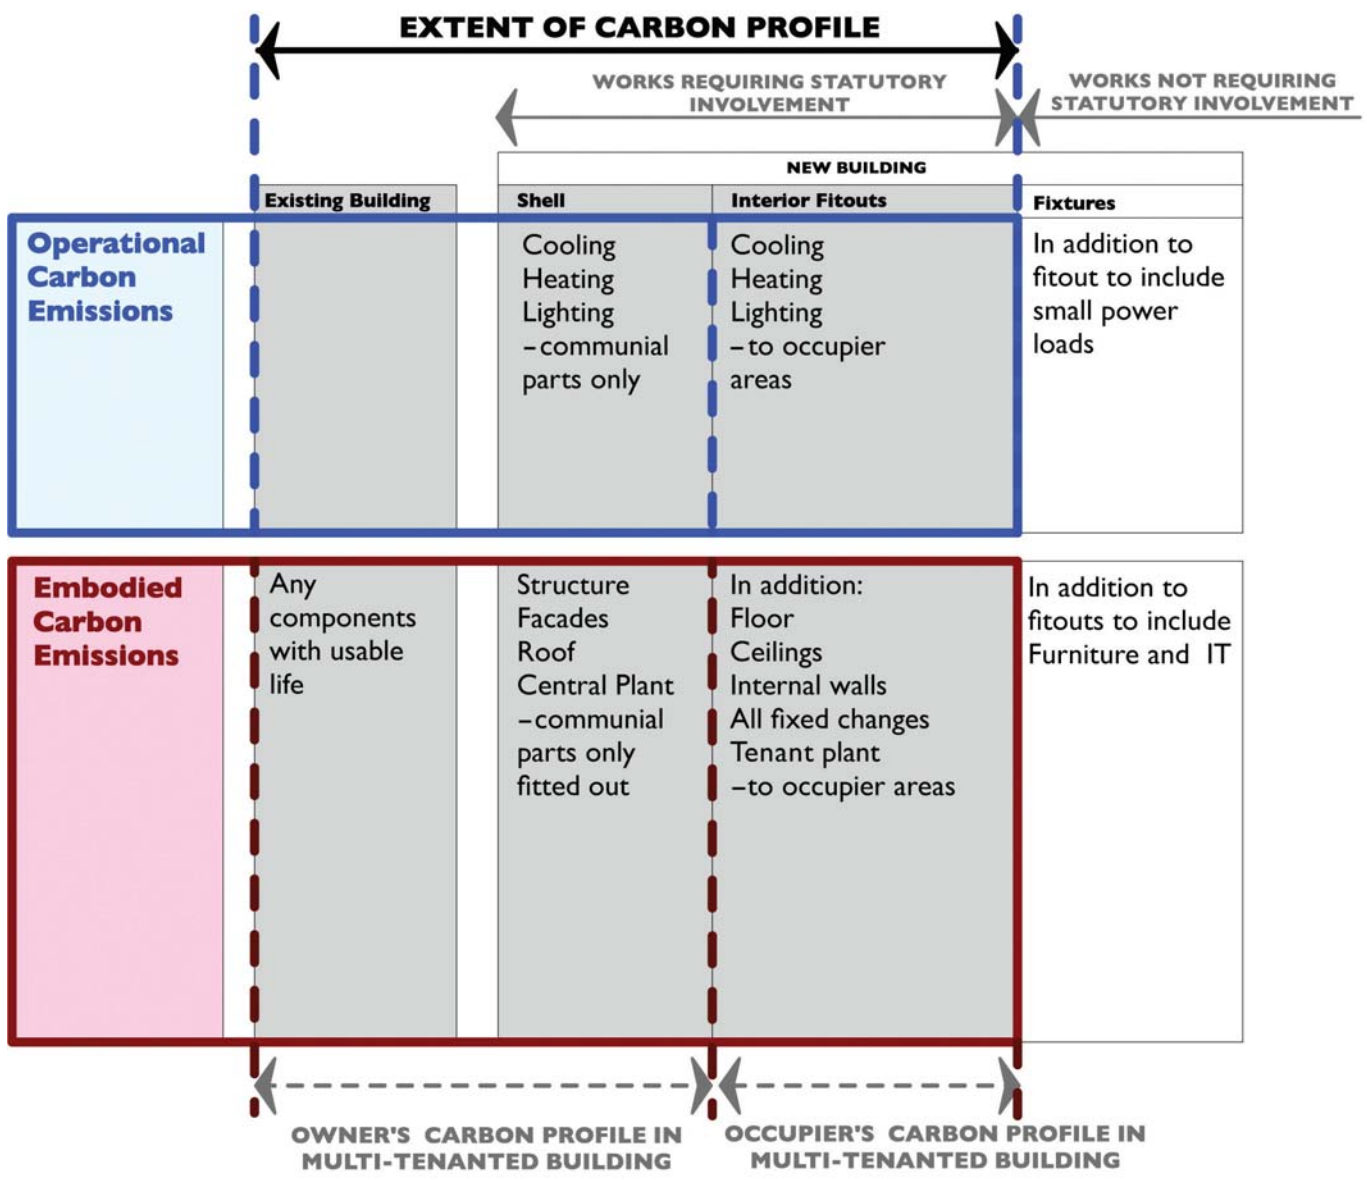 EXTENT OF CARBON PROFILE
WORKS REQUIRING STATUTORY
INVOLVEMENT
WORKS NOT REQUIRING
STATUTORY INVOLVEMENT
NEW BUILDING
Existing Building
Shell
Interior Fitouts
Fixtures
Operational
Carbon
Emissions
Cooling
Heating
Lighting
–communial
parts only
Cooling
Heating
Lighting
–to occupier
areas
In addition to
fitout to include
small power
loads
Embodied
Carbon
Emissions
Any
components
with usable
life
Structure
Facades
Roof
Central Plant
–communial
parts only
fitted out
In addition:
Floor
Ceilings
Internal walls
All fixed changes
Tenant plant
–to occupier areas
In addition to
fitouts to include
Furniture and IT
OWNER'S CARBON PROFILE IN
MULTI-TENANTED BUILDING
OCCUPIER'S CARBON PROFILE IN
MULTI-TENANTED BUILDING